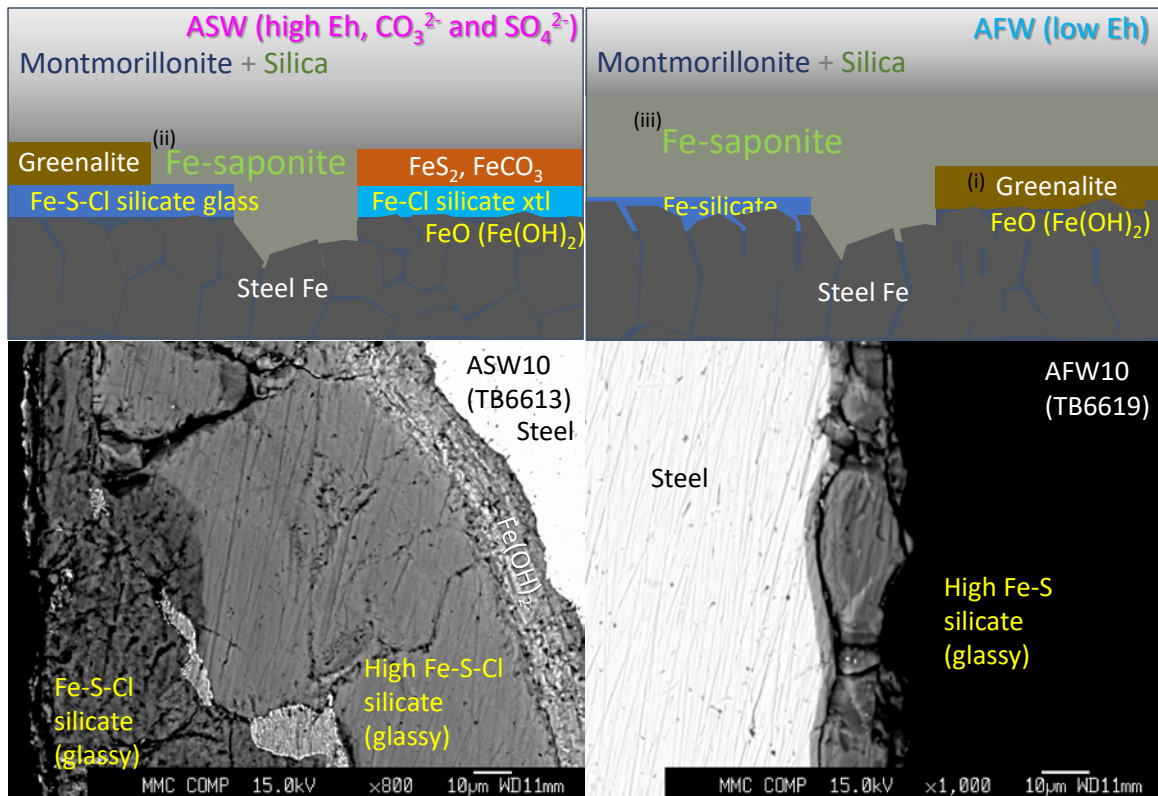 ASW (high Eh, CO₃²⁻ and SO₄²⁻)
Montmorillonite + Silica
(ii)
Greenalite
Fe-saponite
FeS₂, FeCO₃
Fe-S-Cl silicate glass
Fe-Cl silicate xtl
FeO (Fe(OH)₂)
Steel Fe
AFW (low Eh)
Montmorillonite + Silica
(iii)
Fe-saponite
(i) Greenalite
Fe-silicate
FeO (Fe(OH)₂)
Steel Fe
ASW10
(TB6613)
Steel
Fe(OH)₂
High Fe-S-Cl
silicate
(glassy)
Fe-S-Cl
silicate
(glassy)
MMC COMP 15.0kV ×800 10µm WD11mm
AFW10
(TB6619)
Steel
High Fe-S
silicate
(glassy)
MMC COMP 15.0kV ×1,000 10µm WD11mm